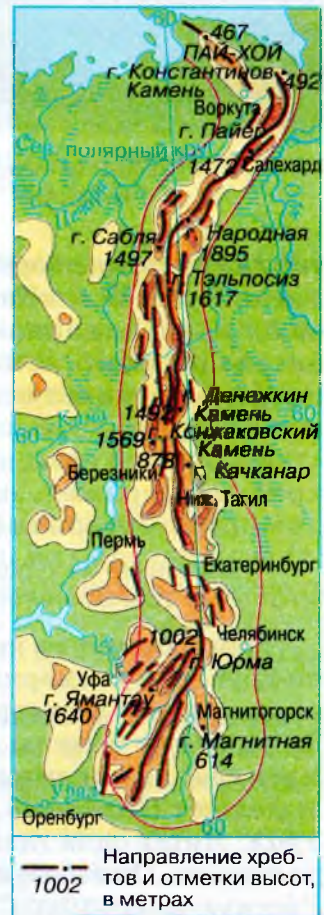 60
467
ПАЙ-ХОЙ
г. Константинов
Камень
492
Воркута
г. Пайер
Сев. полярный круг
1472
Салехард
Печора
г. Сабля
1497
Народная
1895
г. Тэльпосиз
1617
Денежкин
1492
Камень
Кама
60
г. Конжаковский
60
1569
Камень
878
г. Качканар
Березники
Ниж. Тагил
Пермь
Екатеринбург
1002
Челябинск
г. Юрма
Уфа
г. Ямантау
1640
Магнитогорск
г. Магнитная
614
Урал
Оренбург
60
Направление хреб-
тов и отметки высот,
1002
в метрах